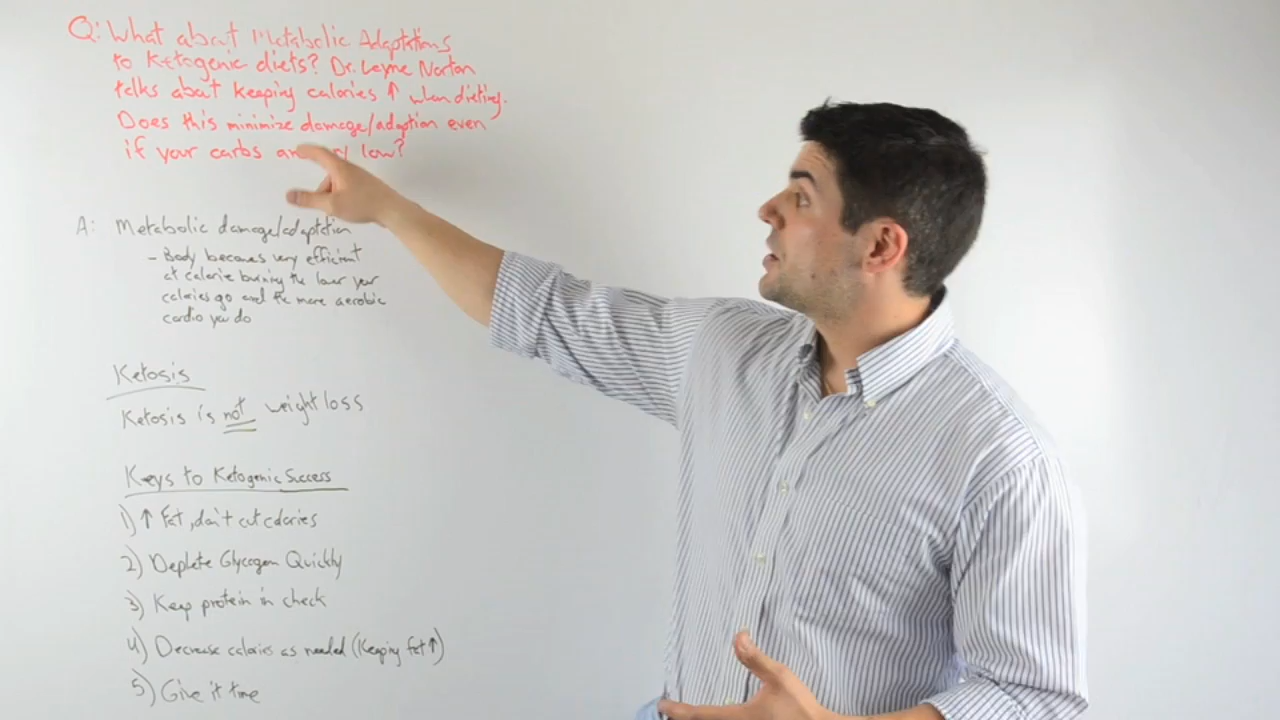 Q: What about Metabolic Adaptations
to Ketogenic diets? Dr. Layne Norton
talks about keeping calories ↑ when dieting.
Does this minimize damage/adaption even
if your carbs low?
A: Metabolic damage/adaptation
- Body becomes very efficient
at calorie burning the lower your
calories go and the more aerobic
cardio you do
Ketosis
Ketosis is not weight loss
Keys to Ketogenic Success
1) ↑ Fat, don't cut calories
2) Deplete Glycogen Quickly
3) Keep protein in check
4) Decrease calories as needed (Keeping fat ↑)
5) Give it time